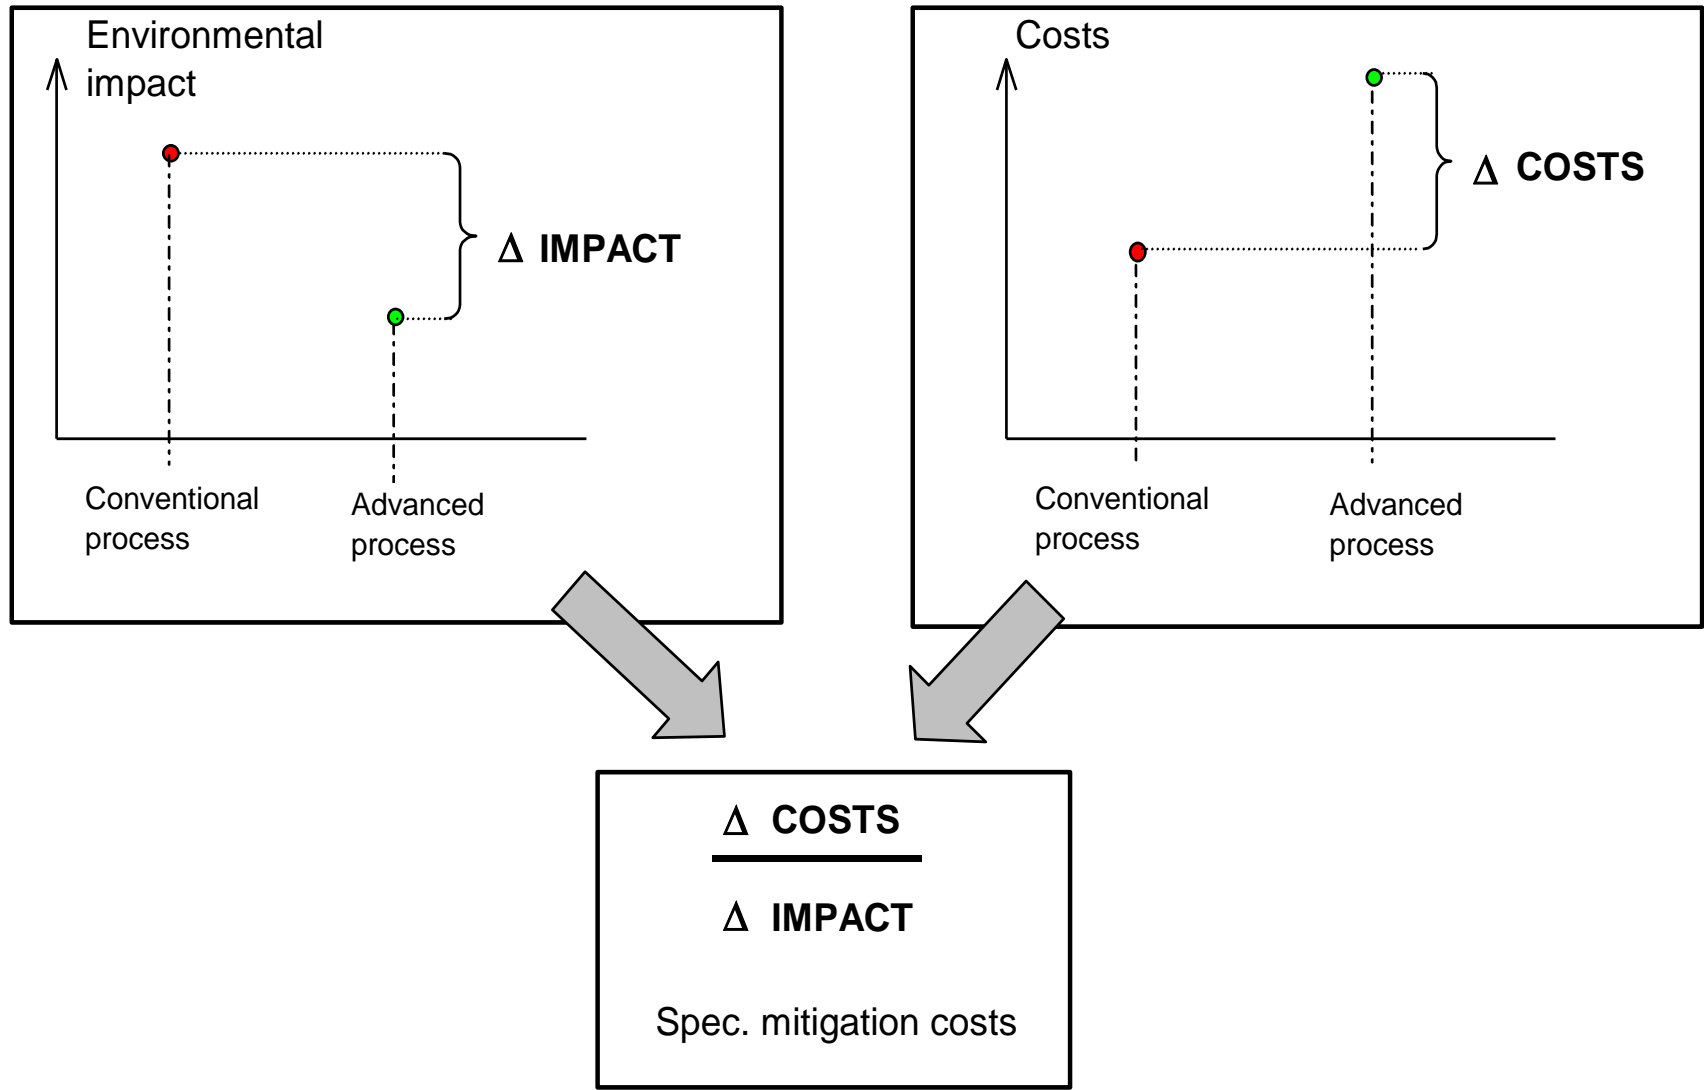 Environmental
impact
Δ IMPACT
Conventional
process
Advanced
process
Costs
Δ COSTS
Conventional
process
Advanced
process
Δ COSTS
Δ IMPACT
Spec. mitigation costs